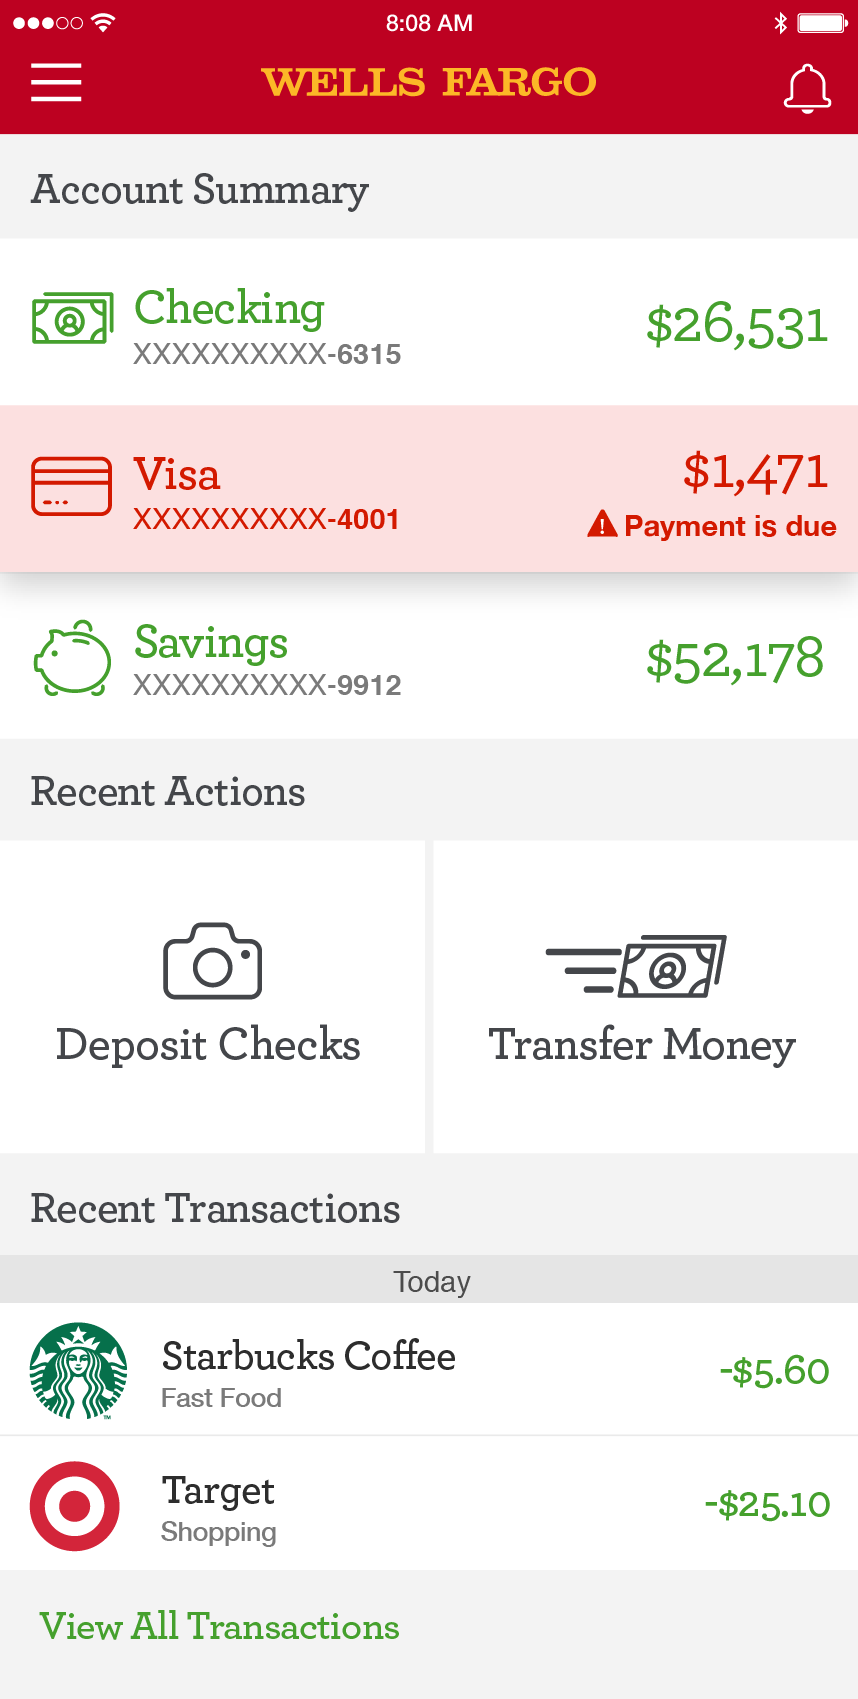 8:08 AM
WELLS FARGO
Account Summary
Checking
$26,531
XXXXXXXXXX-6315
Visa
$1,471
XXXXXXXXXX-4001
Payment is due
Savings
$52,178
XXXXXXXXXX-9912
Recent Actions
Deposit Checks
Transfer Money
Recent Transactions
Today
Starbucks Coffee
-$5.60
Fast Food
TM
Target
-$25.10
Shopping
View All Transactions